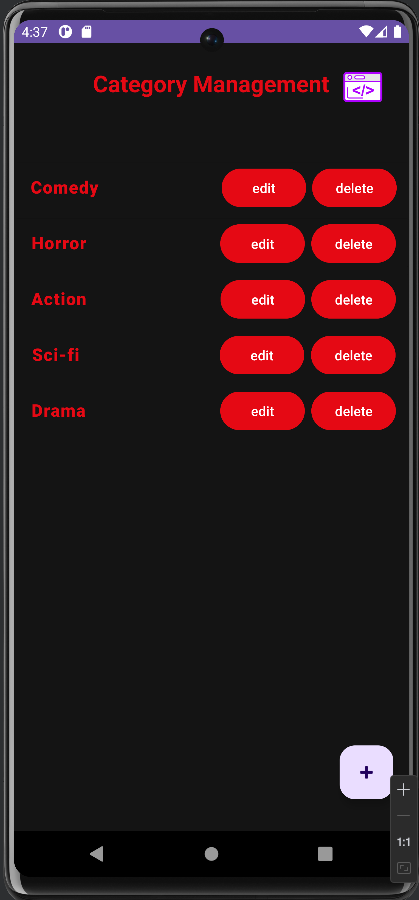 4:37
Category Management </>
Comedy edit delete
Horror edit delete
Action edit delete
Sci-fi edit delete
Drama edit delete
+
+
1:1